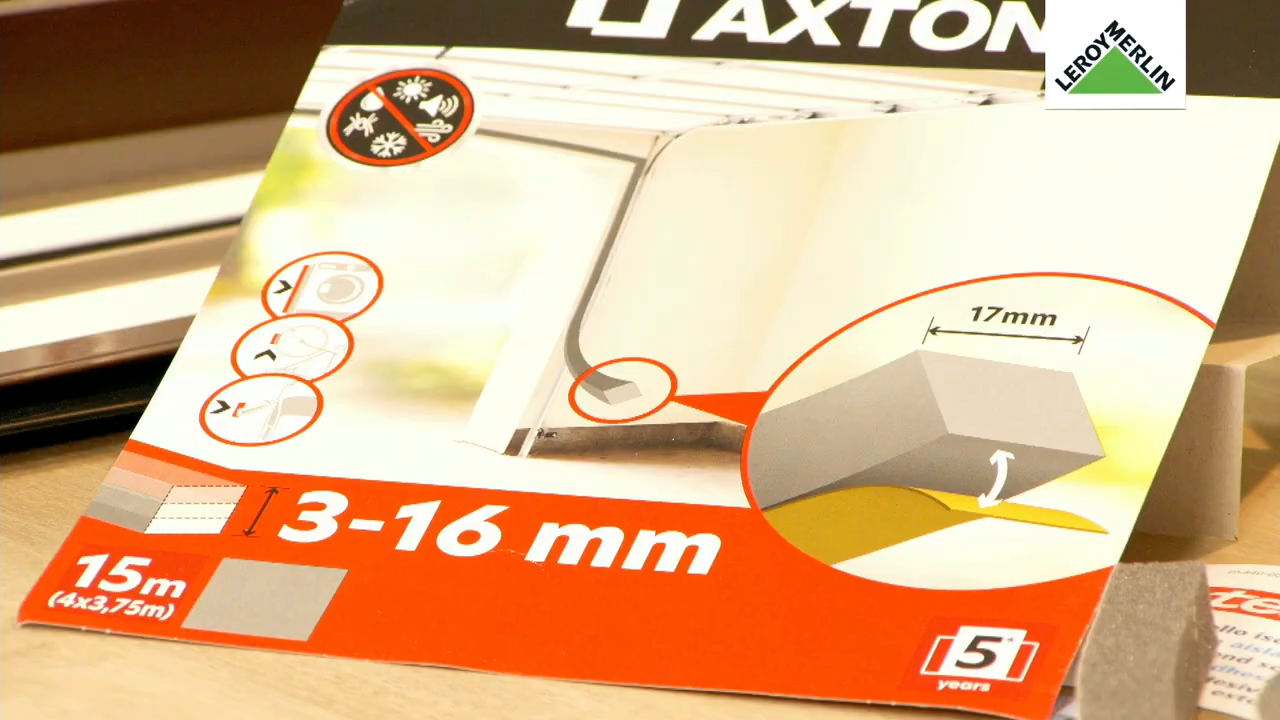 AXTON
LEROY MERLIN
17mm
3-16 mm
15m
(4x3,75m)
5
years